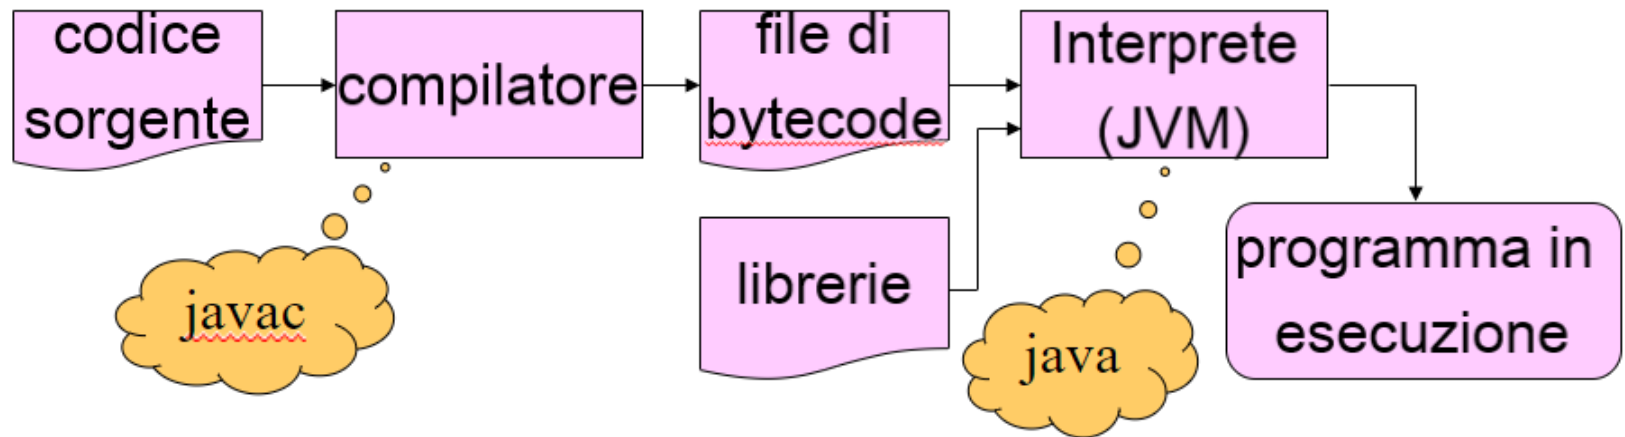 codice
sorgente
compilatore
file di
bytecode
Interprete
(JVM)
librerie
programma in
esecuzione
javac
java